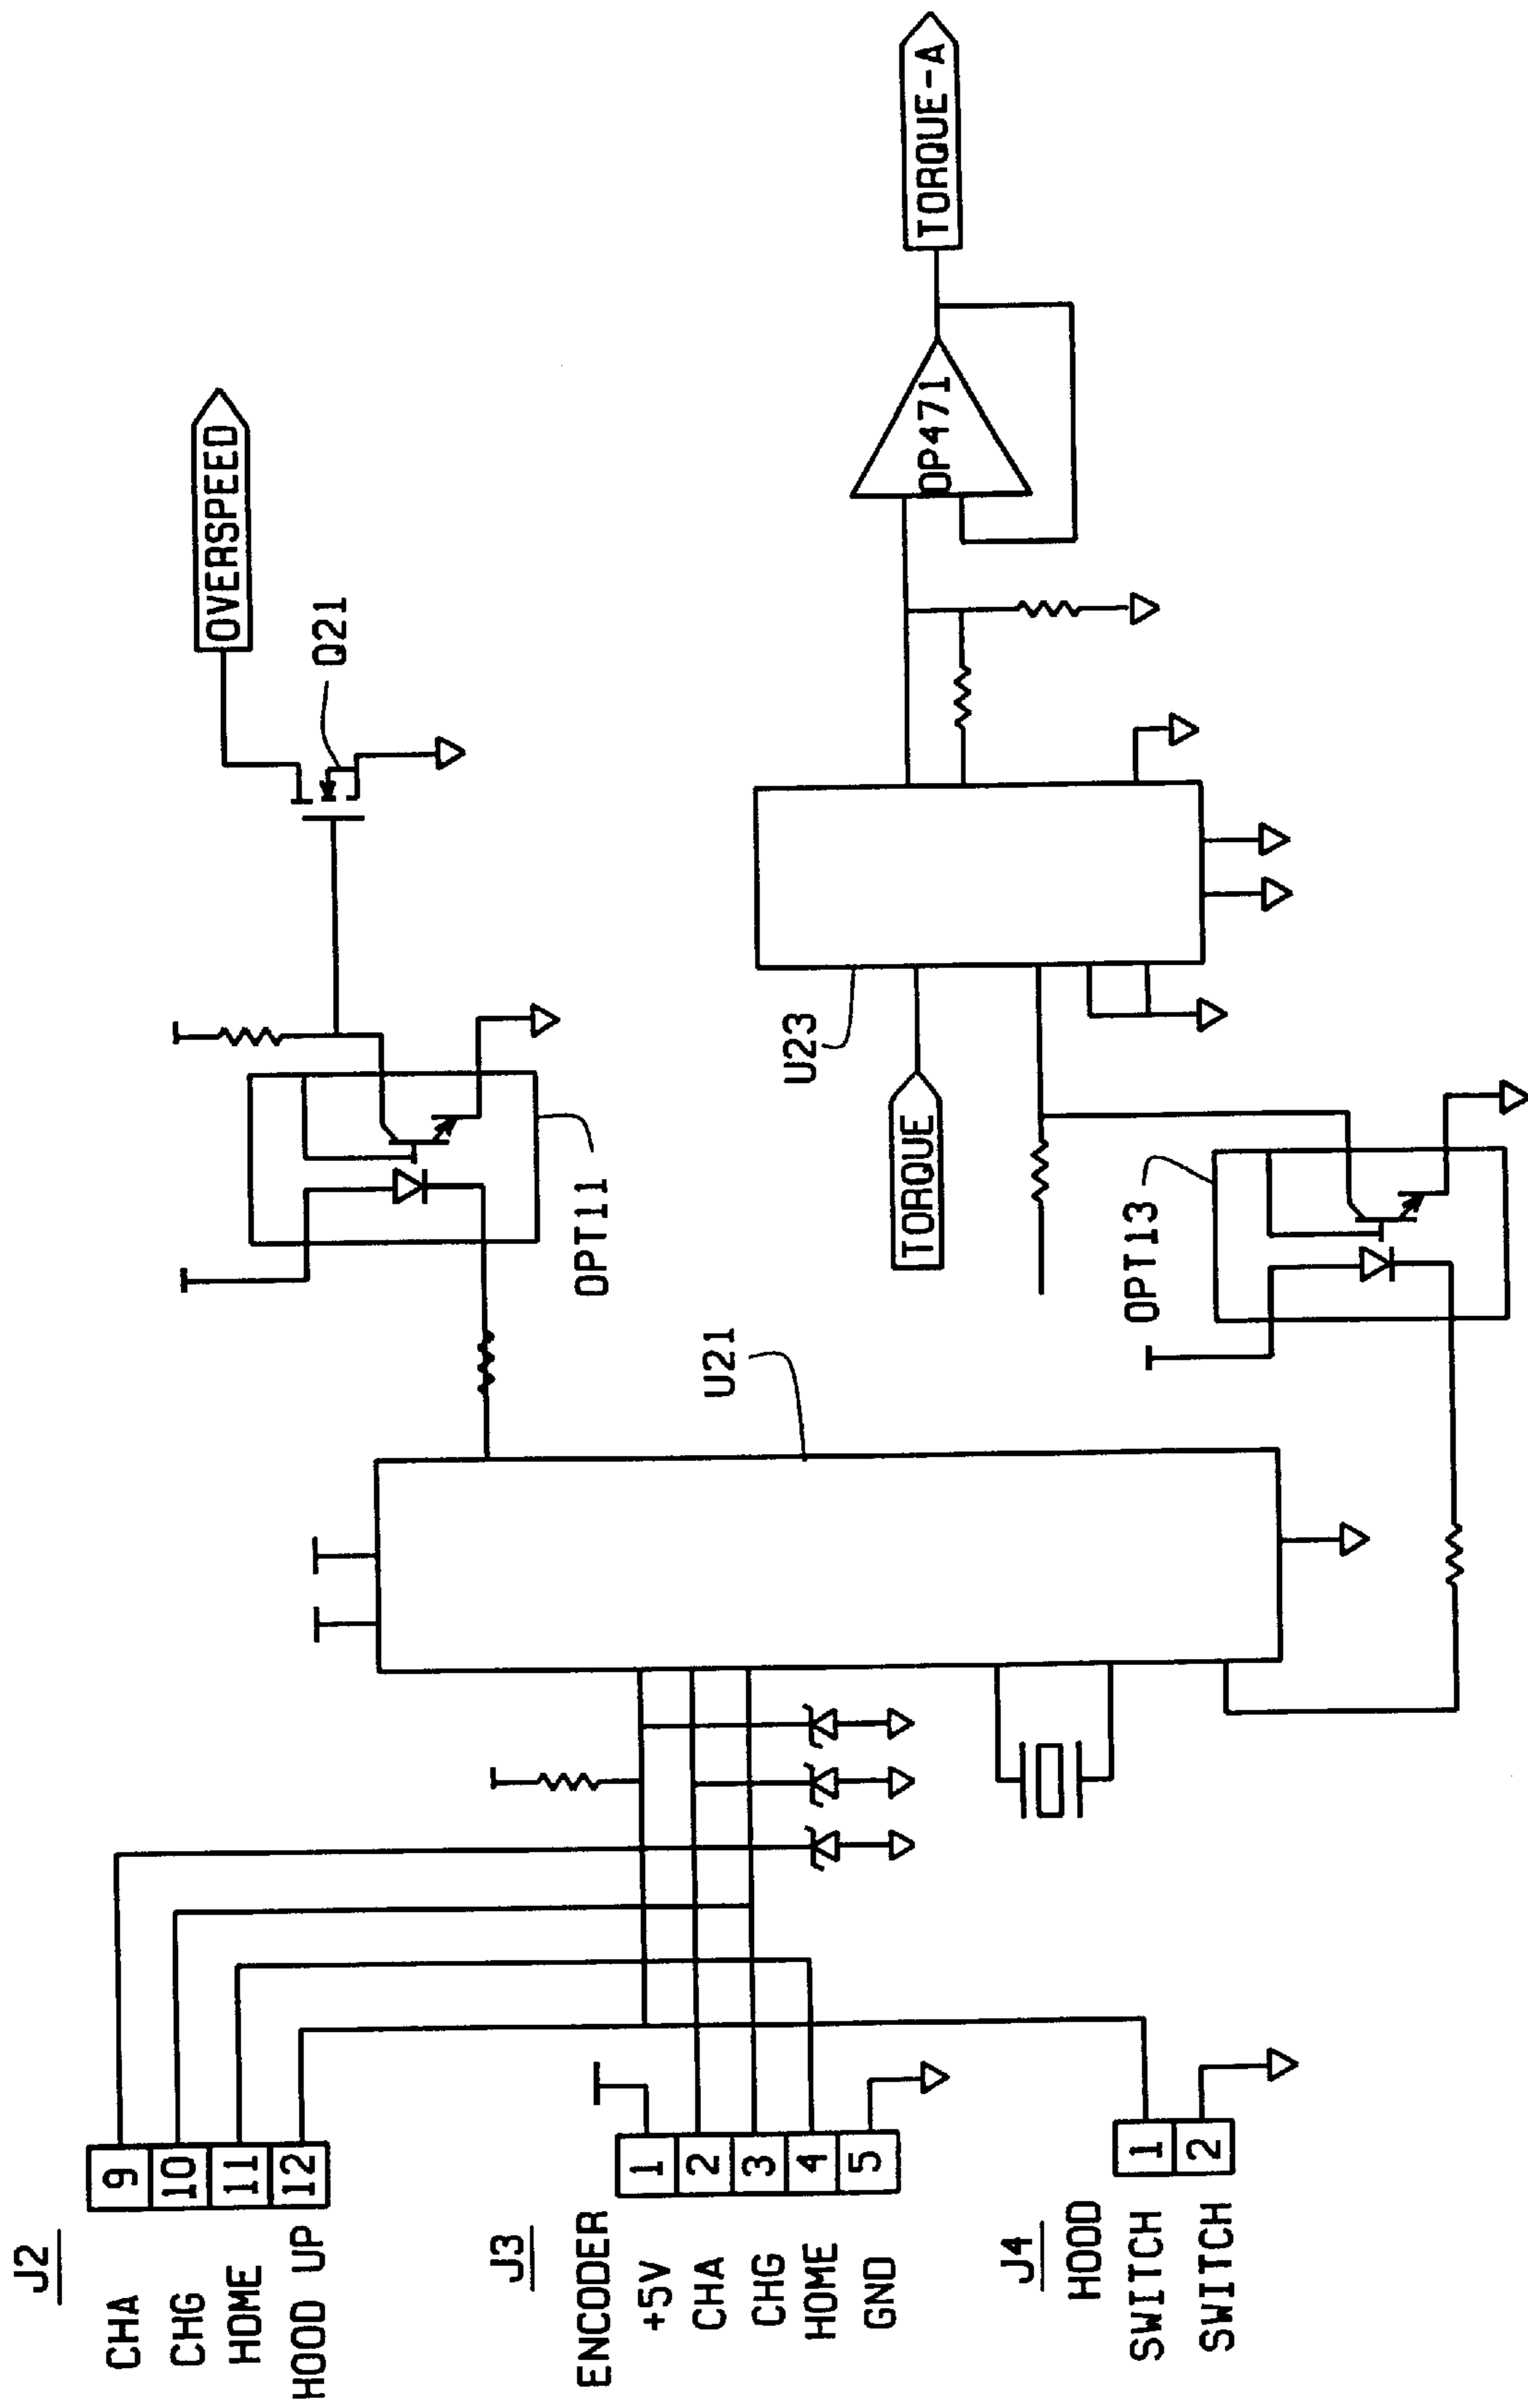 J2
CHA 9
CHG 10
HOME 11
HOOD UP 12
J3
ENCODER
+5V 1
CHA 2
CHG 3
HOME 4
GND 5
J4
HOOD
SWITCH 1
SWITCH 2
U21
OPT11
OPT13
Q21
OVERSPEED
TORQUE
U23
OP471
TORQUE-A